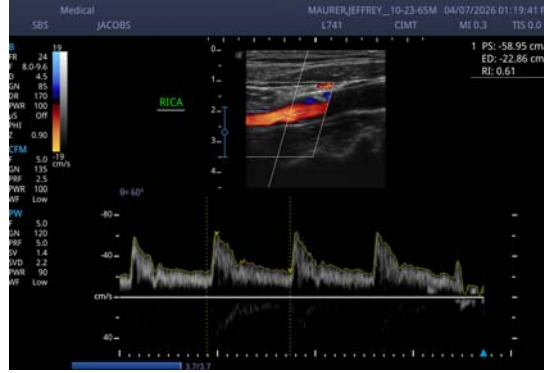 Medical
MAURER,JEFFREY_ 10-23-65M 04/07/2026 01:19:41 P
SBS JACOBS L741 CIMT MI 0.3 TIS 0.0
B
FR 24
F 8.0-9.6
D 4.5
GN 85
DR 170
PWR 100
µS Off
PHI
Z 0.90
19
-19
cm/s
CFM
F 5.0
GN 135
PRF 2.5
PWR 100
WF Low
PW
F 5.0
GN 120
PRF 5.0
SV 1.4
SVD 2.2
PWR 90
WF Low
RICA
0
1
2
3
4
1 PS: -58.95 cm/
ED: -22.86 cm/
RI: 0.61
θ= 60°
-80
-40
cm/s
40
3.7/3.7